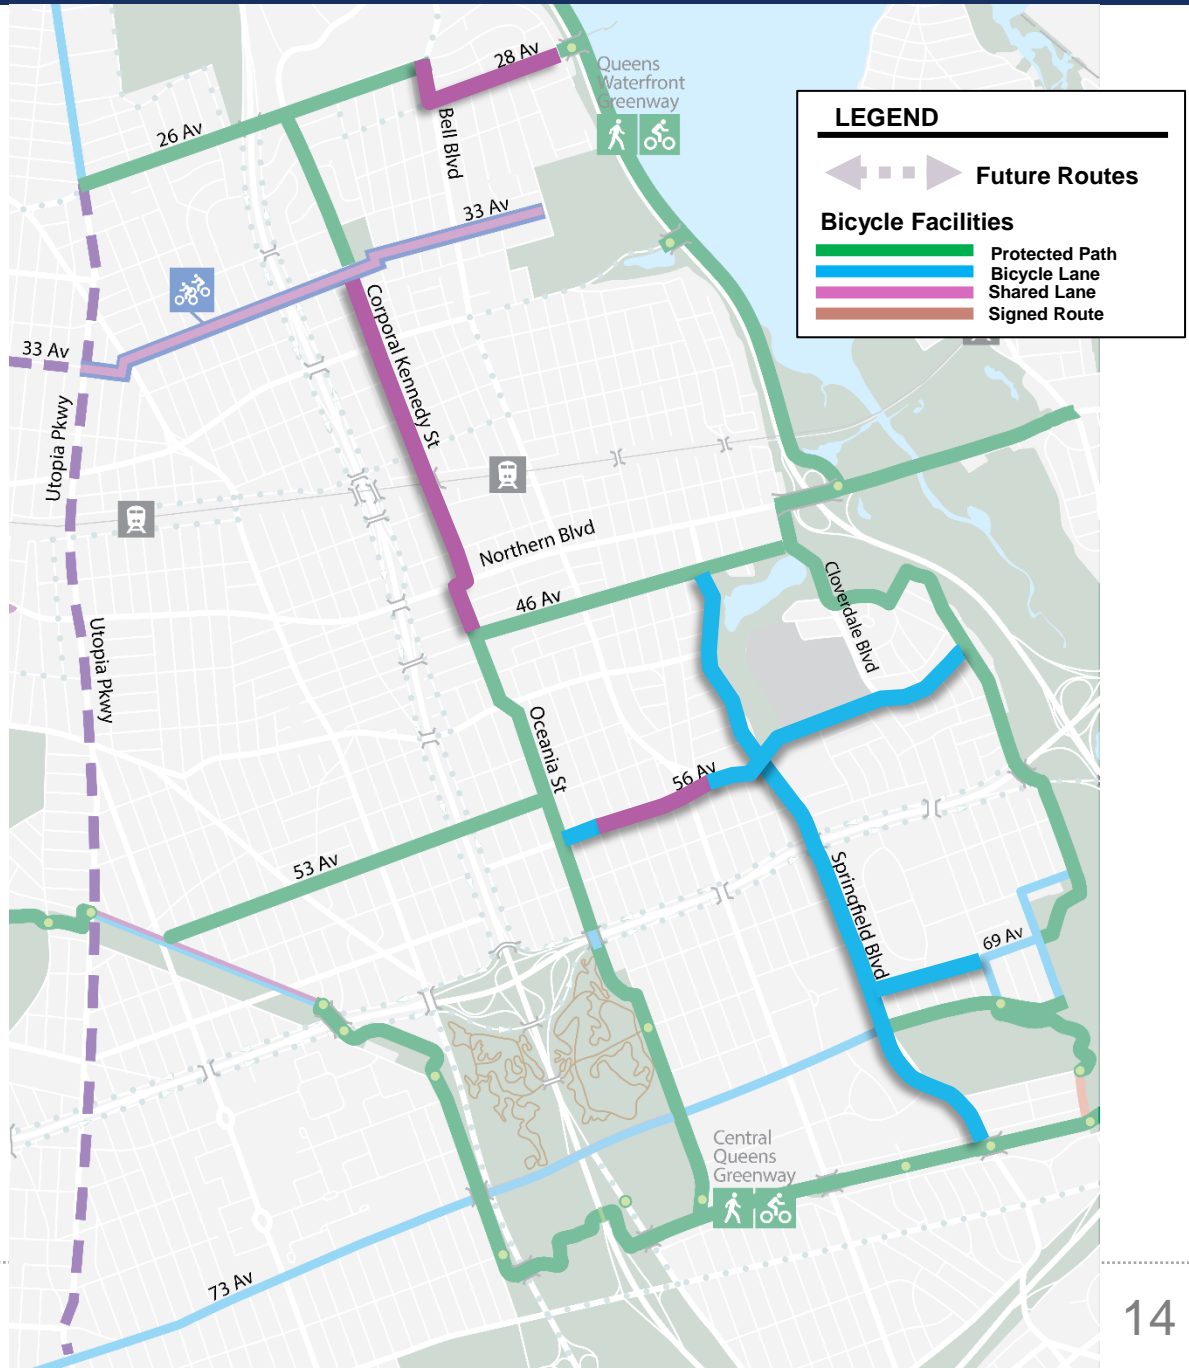 28 Av
Queens
Waterfront
Greenway
LEGEND
Future Routes
Bicycle Facilities
Protected Path
Bicycle Lane
Shared Lane
Signed Route
26 Av
Bell Blvd
33 Av
33 Av
Corporal Kennedy St
Utopia Pkwy
Northern Blvd
46 Av
Cloverdale Blvd
Utopia Pkwy
Oceania St
56 Av
53 Av
Springfield Blvd
69 Av
Central
Queens
Greenway
73 Av
14